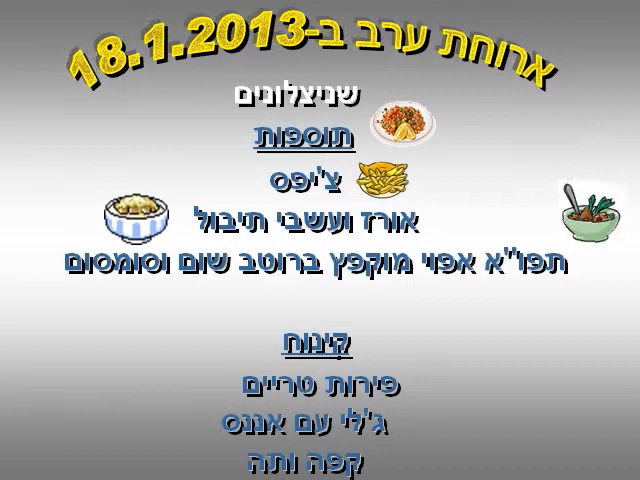 ארוחת ערב ב-18.1.2013
שניצלונים
תוספות
צ'יפס
אורז ועשבי תיבול
תפו"א אפוי מוקפץ ברוטב שום וסומסום
קינוח
פירות טריים
ג'לי עם אננס
קפה ותה